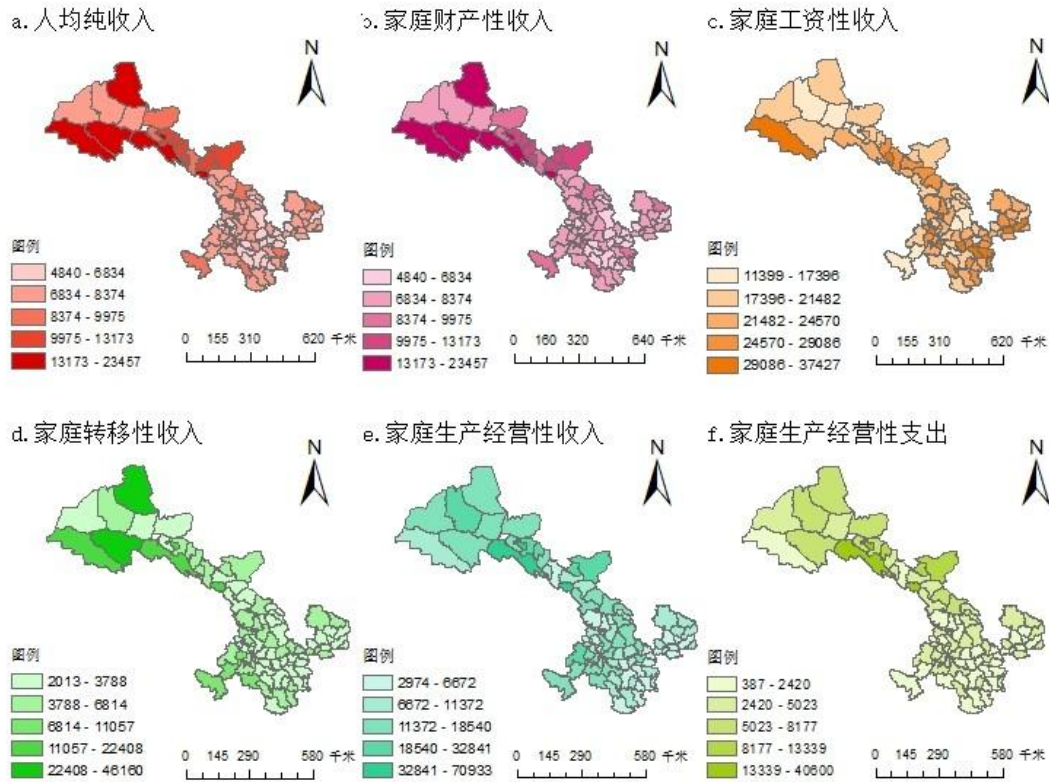 a.人均纯收入
N
图例
4840 - 6834
6834 - 8374
8374 - 9975
9975 - 13173
13173 - 23457
0 155 310 620 千米
b.家庭财产性收入
N
图例
4840 - 6834
6834 - 8374
8374 - 9975
9975 - 13173
13173 - 23457
0 160 320 640 千米
c.家庭工资性收入
N
图例
11399 - 17396
17396 - 21482
21482 - 24570
24570 - 29086
29086 - 37427
0 155 310 620 千米
d.家庭转移性收入
N
图例
2013 - 3788
3788 - 6814
6814 - 11057
11057 - 22408
22408 - 46160
0 145 290 580 千米
e.家庭生产经营性收入
N
图例
2974 - 6672
6672 - 11372
11372 - 18540
18540 - 32841
32841 - 70933
0 145 290 580 千米
f.家庭生产经营性支出
N
图例
387 - 2420
2420 - 5023
5023 - 8177
8177 - 13339
13339 - 40600
0 145 290 580 千米